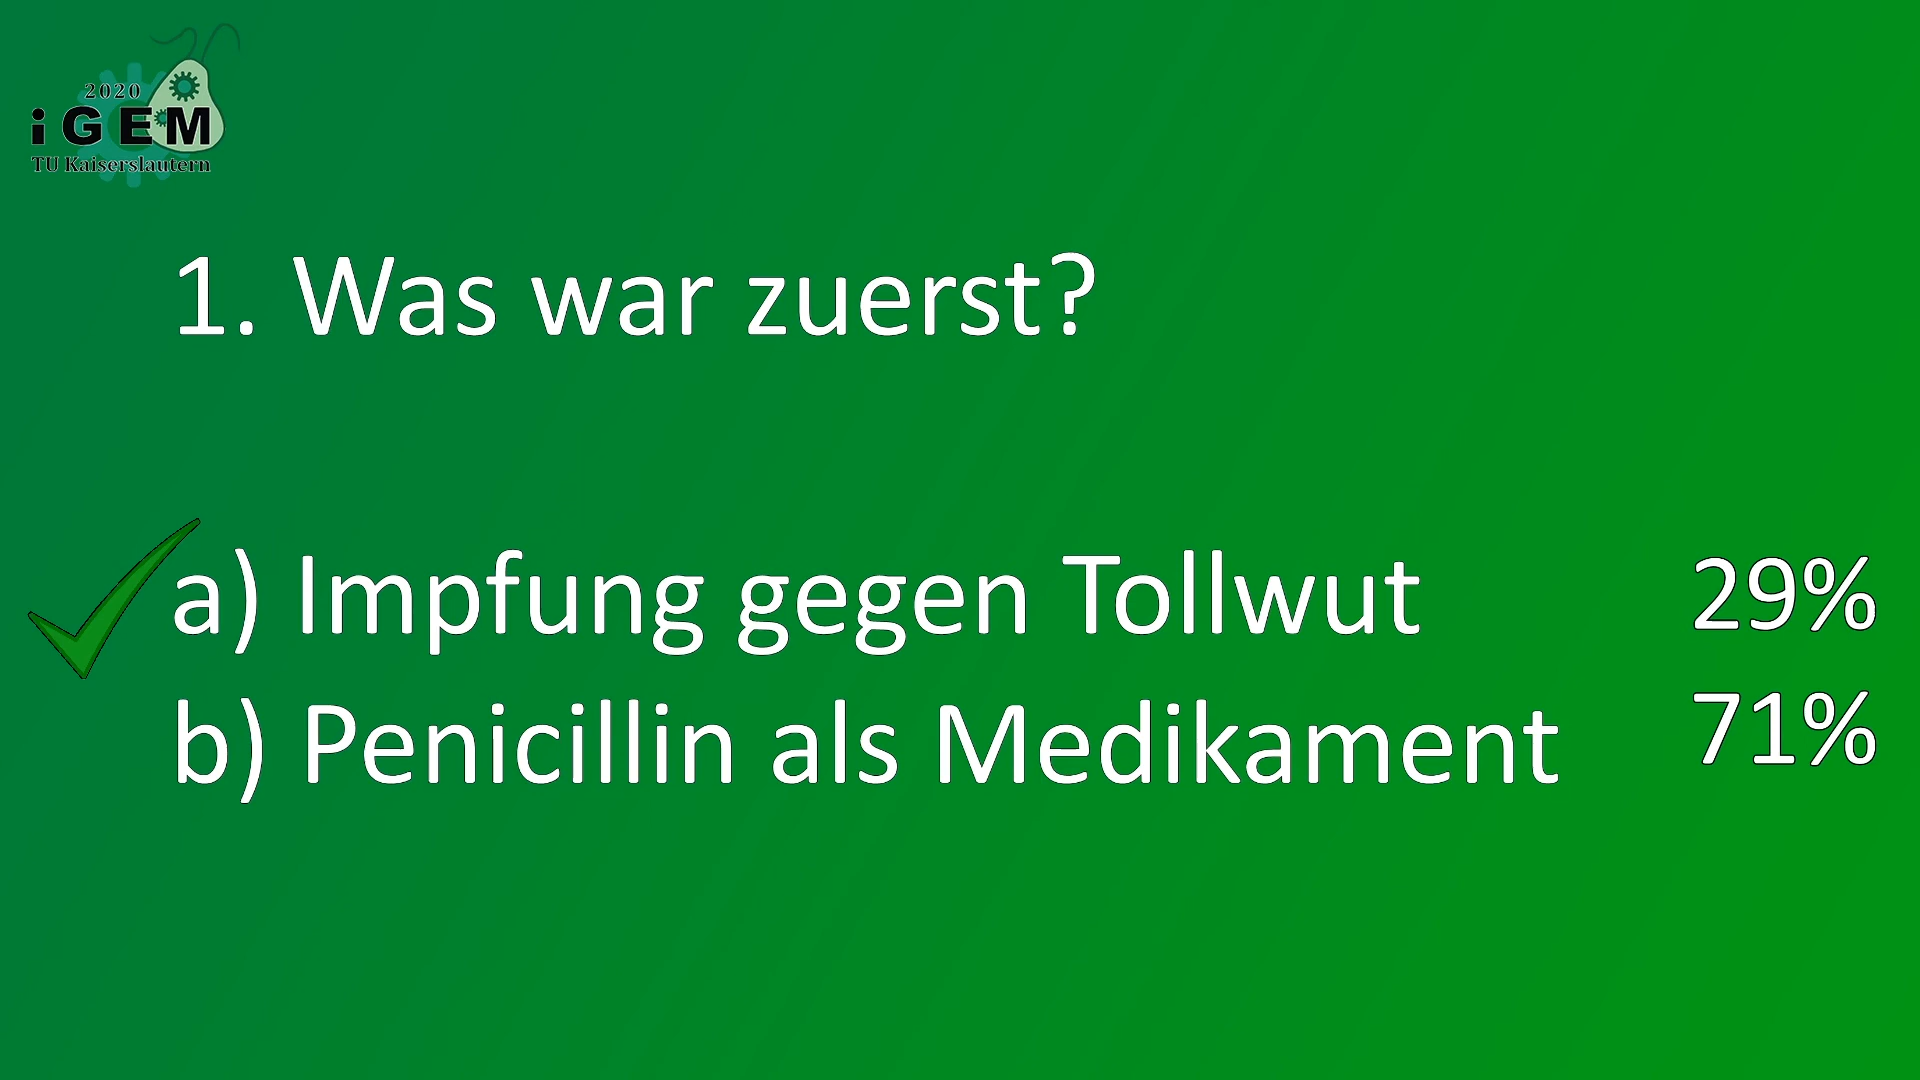 2020
iGEM
TU Kaiserslautern
1. Was war zuerst?
a) Impfung gegen Tollwut 29%
b) Penicillin als Medikament 71%